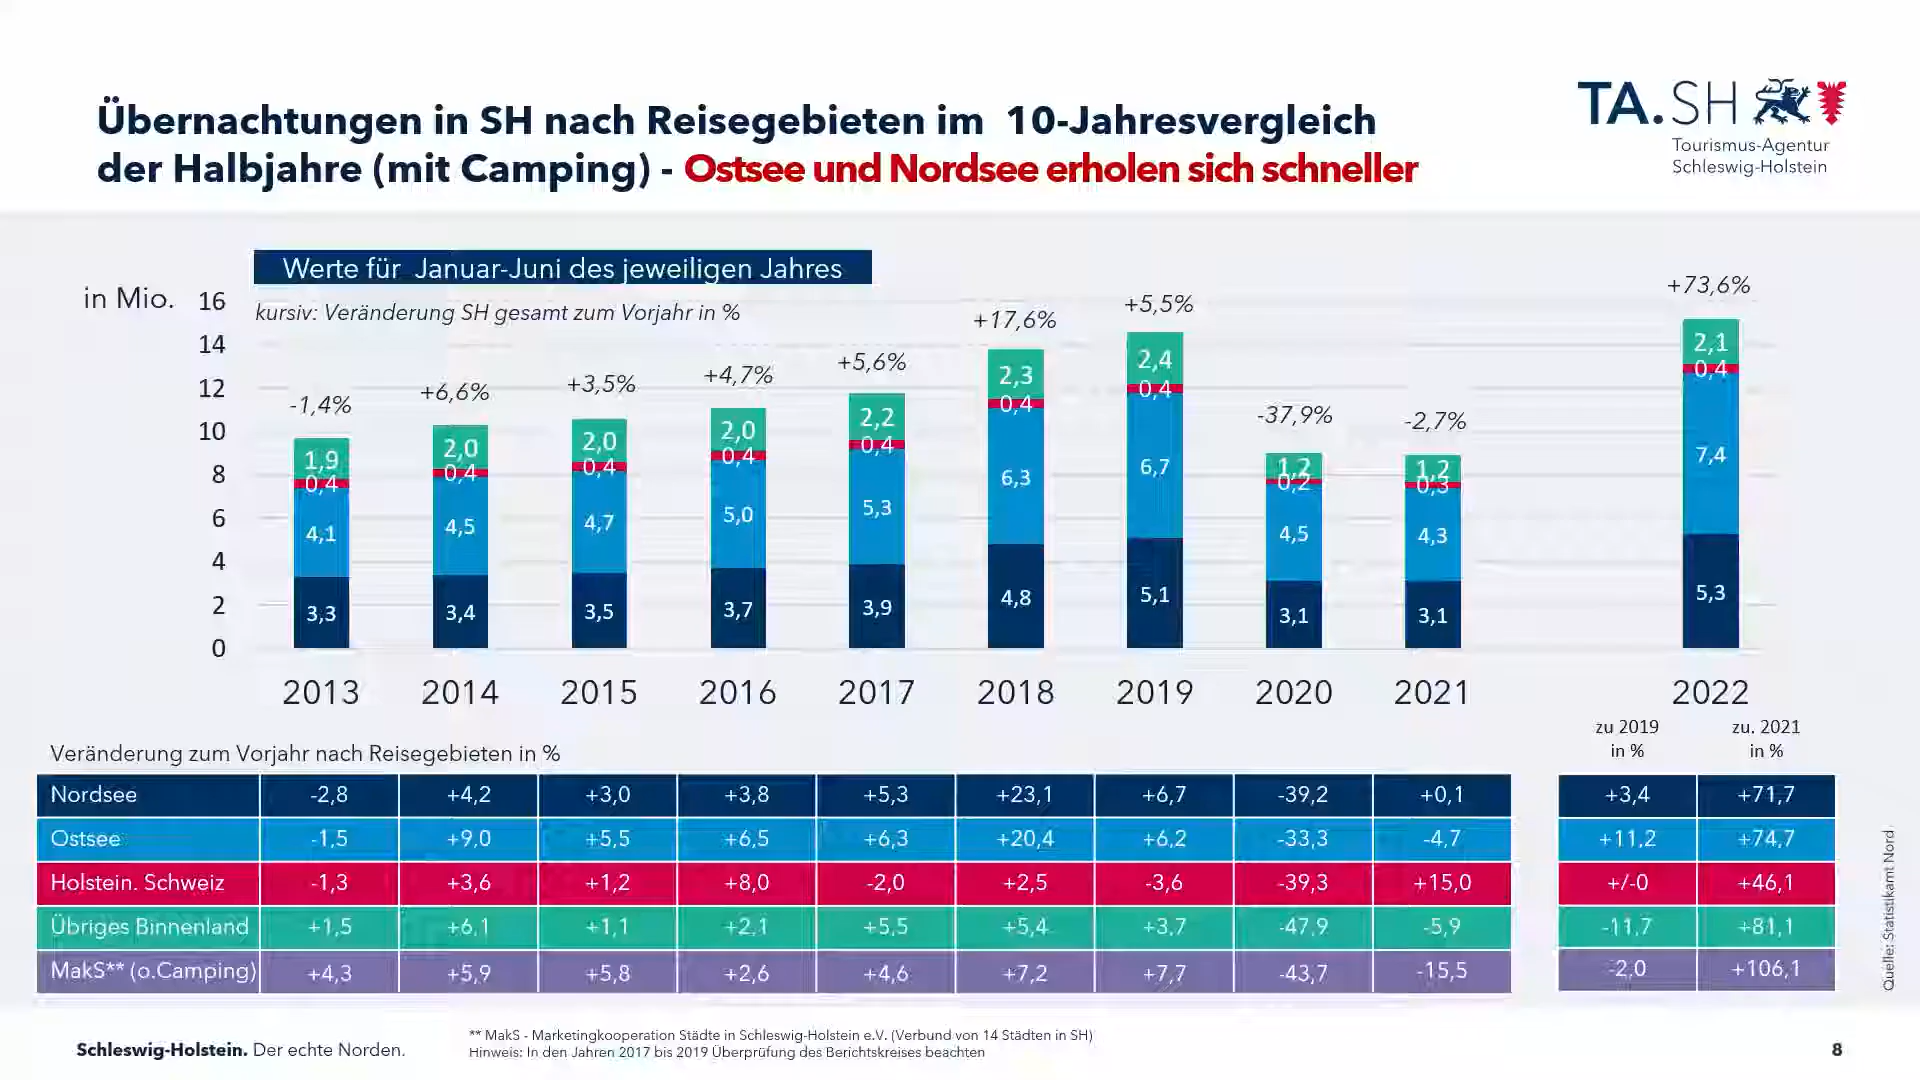 Übernachtungen in SH nach Reisegebieten im 10-Jahresvergleich
der Halbjahre (mit Camping) - Ostsee und Nordsee erholen sich schneller
TA.SH
Tourismus-Agentur
Schleswig-Holstein
Werte für Januar-Juni des jeweiligen Jahres
kursiv: Veränderung SH gesamt zum Vorjahr in %
in Mio.
16
14
12
10
8
6
4
2
0
-1,4% +6,6% +3,5% +4,7% +5,6% +17,6% +5,5% -37,9% -2,7% +73,6%
1,9 2,0 2,0 2,0 2,2 2,3 2,4 1,2 1,2 2,1
0,4 0,4 0,4 0,4 0,4 0,4 0,4 0,2 0,3 0,4
4,1 4,5 4,7 5,0 5,3 6,3 6,7 4,5 4,3 7,4
3,3 3,4 3,5 3,7 3,9 4,8 5,1 3,1 3,1 5,3
2013 2014 2015 2016 2017 2018 2019 2020 2021 2022
zu 2019 zu. 2021
in % in %
Veränderung zum Vorjahr nach Reisegebieten in %
Nordsee -2,8 +4,2 +3,0 +3,8 +5,3 +23,1 +6,7 -39,2 +0,1 +3,4 +71,7
Ostsee -1,5 +9,0 +5,5 +6,5 +6,3 +20,4 +6,2 -33,3 -4,7 +11,2 +74,7
Holstein. Schweiz -1,3 +3,6 +1,2 +8,0 -2,0 +2,5 -3,6 -39,3 +15,0 +/-0 +46,1
Übriges Binnenland +1,5 +6,1 +1,1 +2,1 +5,5 +5,4 +3,7 -47,9 -5,9 -11,7 +81,1
MakS** (o.Camping) +4,3 +5,9 +5,8 +2,6 +4,6 +7,2 +7,7 -43,7 -15,5 -2,0 +106,1
Quelle: Statistikamt Nord
Schleswig-Holstein. Der echte Norden.
** MakS - Marketingkooperation Städte in Schleswig-Holstein e.V. (Verbund von 14 Städten in SH)
Hinweis: In den Jahren 2017 bis 2019 Überprüfung des Berichtskreises beachten
8